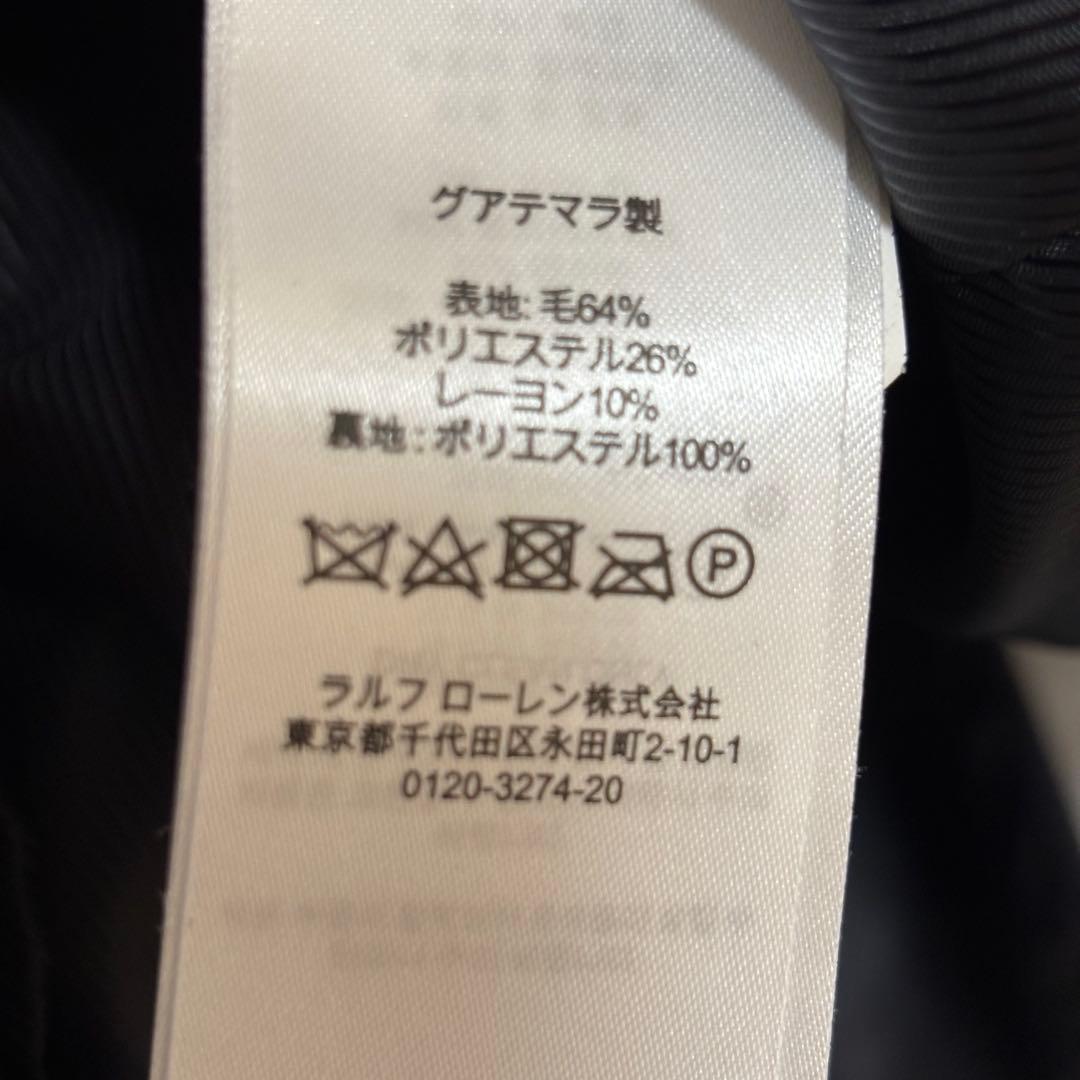 グアテマラ製
表地: 毛64%
ポリエステル26%
レーヨン10%
裏地:ポリエステル100%
P
ラルフ ローレン株式会社
東京都千代田区永田町2-10-1
0120-3274-20